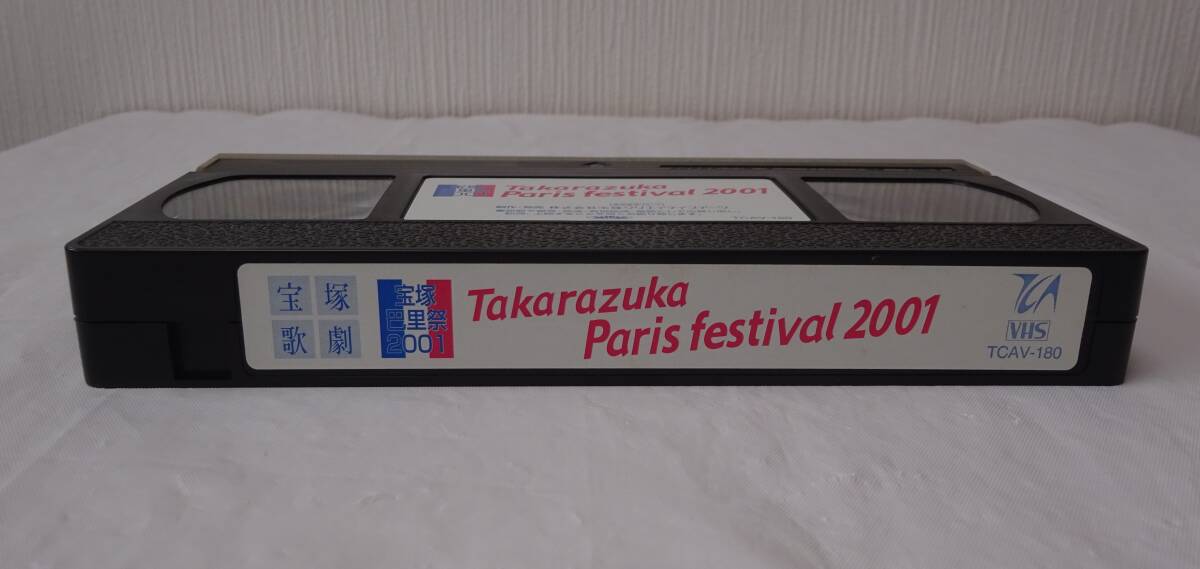 Takarazuka
Paris festival 2001
TCAV-180
宝塚
歌劇
宝塚
巴里祭
2001
Takarazuka
Paris festival 2001
TCA
VHS
TCAV-180